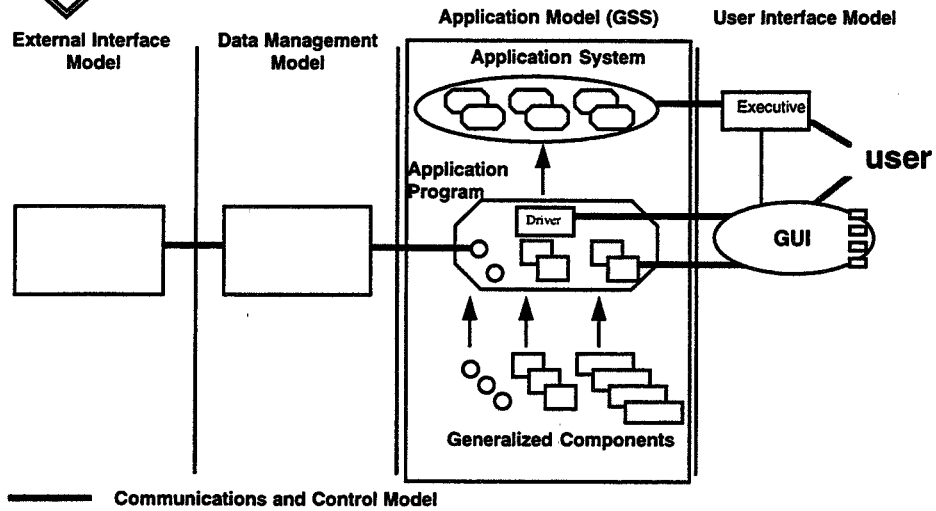 Application Model (GSS)
User Interface Model
External Interface
Model
Data Management
Model
Application System
Executive
user
Application
Program
Driver
GUI
Generalized Components
Communications and Control Model